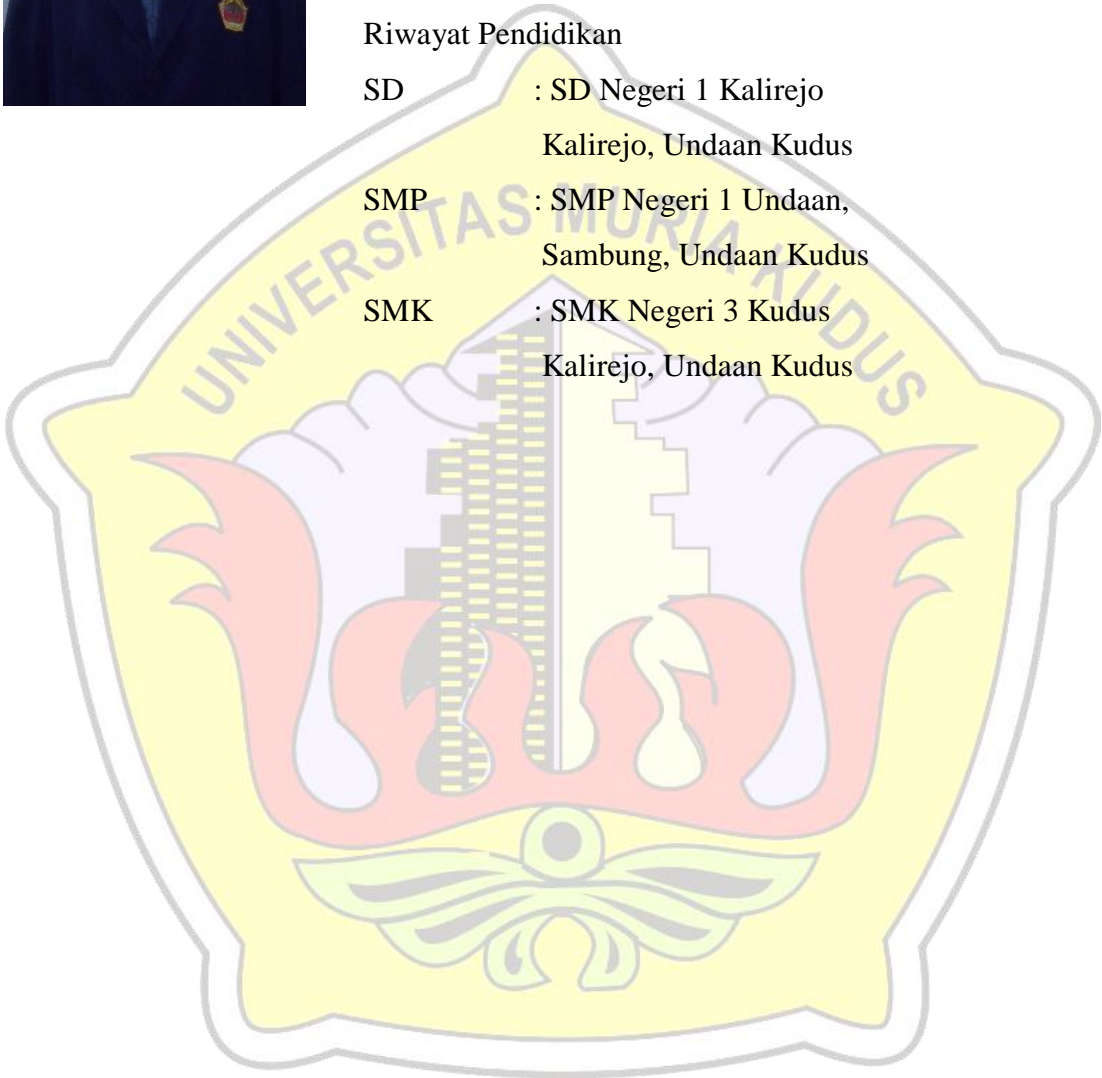 Riwayat Pendidikan
SD : SD Negeri 1 Kalirejo
Kalirejo, Undaan Kudus
SMP : SMP Negeri 1 Undaan,
Sambung, Undaan Kudus
SMK : SMK Negeri 3 Kudus
Kalirejo, Undaan Kudus
UNIVERSITAS MURIA KUDUS